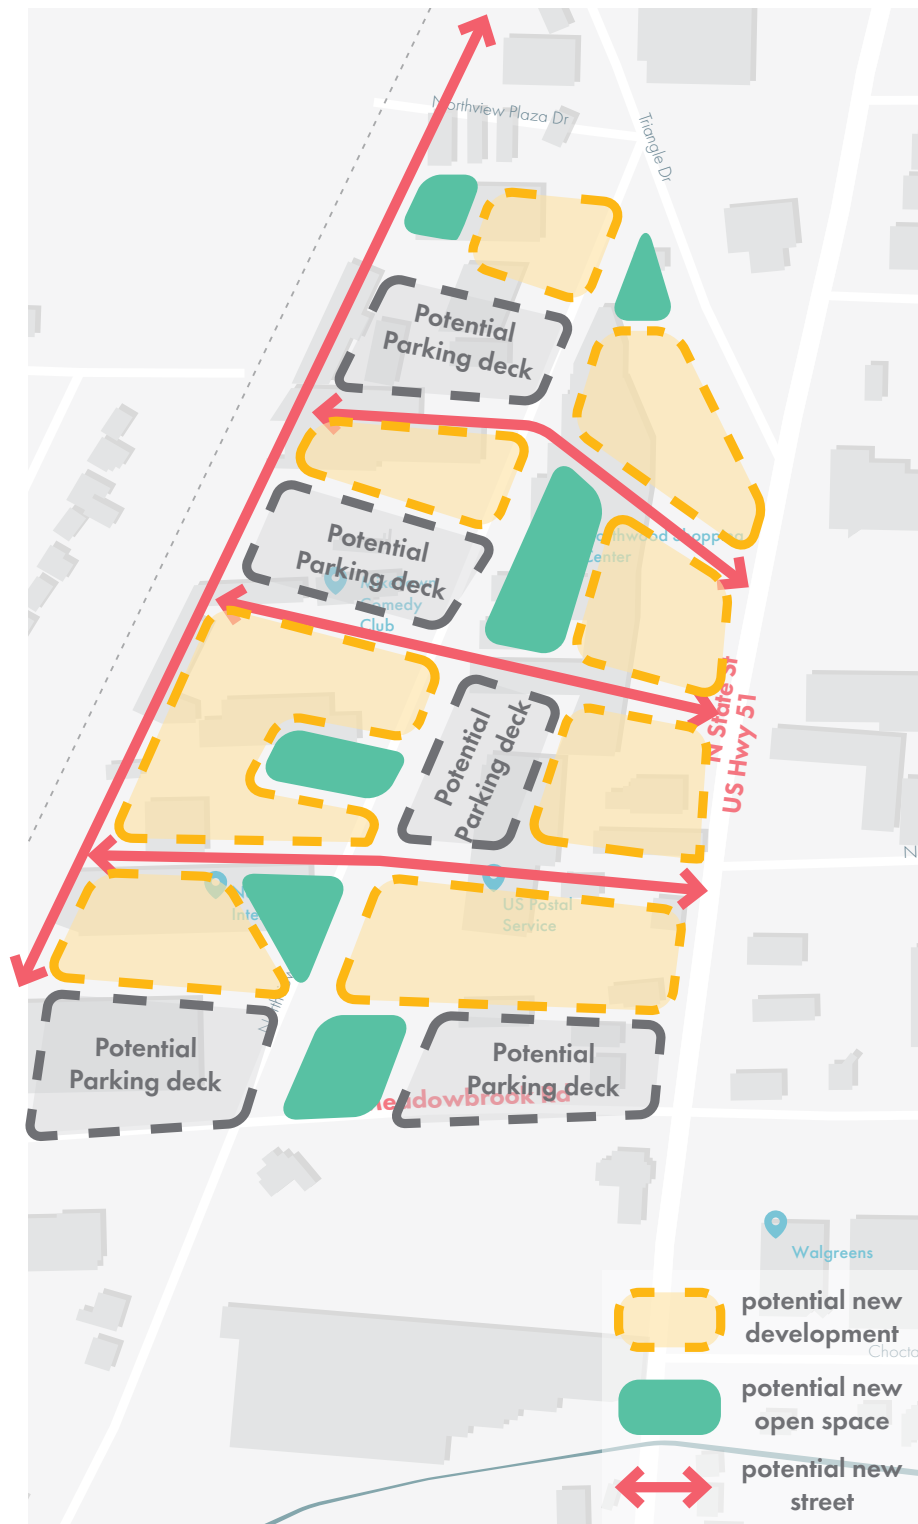 Northview Plaza Dr
Triangle Dr
Potential
Parking deck
Shopping
Center
Potential
Parking deck
Comedy
Club
N State St
US Hwy 51
Potential
Parking deck
US Postal
Service
Potential
Parking deck
Potential
Parking deck
Rd
Walgreens
potential new
development
potential new
open space
potential new
street